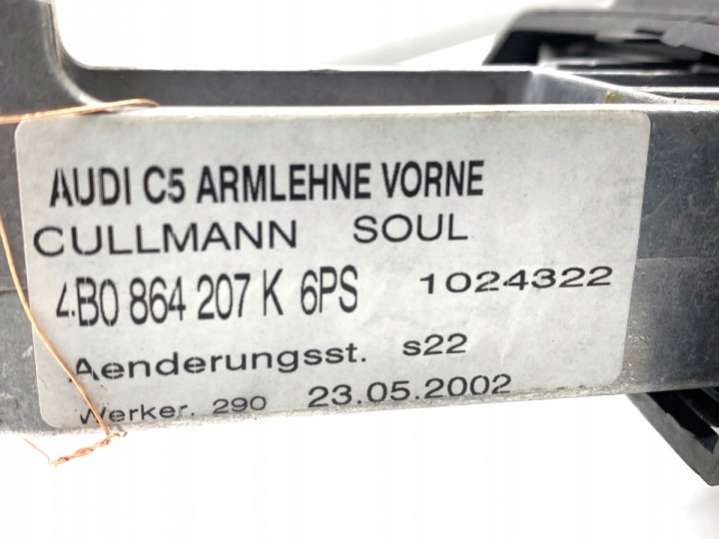 AUDI C5 ARMLEHNE VORNE
CULLMANN SOUL
4B0 864 207 K 6PS 1024322
Aenderungsst. s22
Werker. 290 23.05.2002